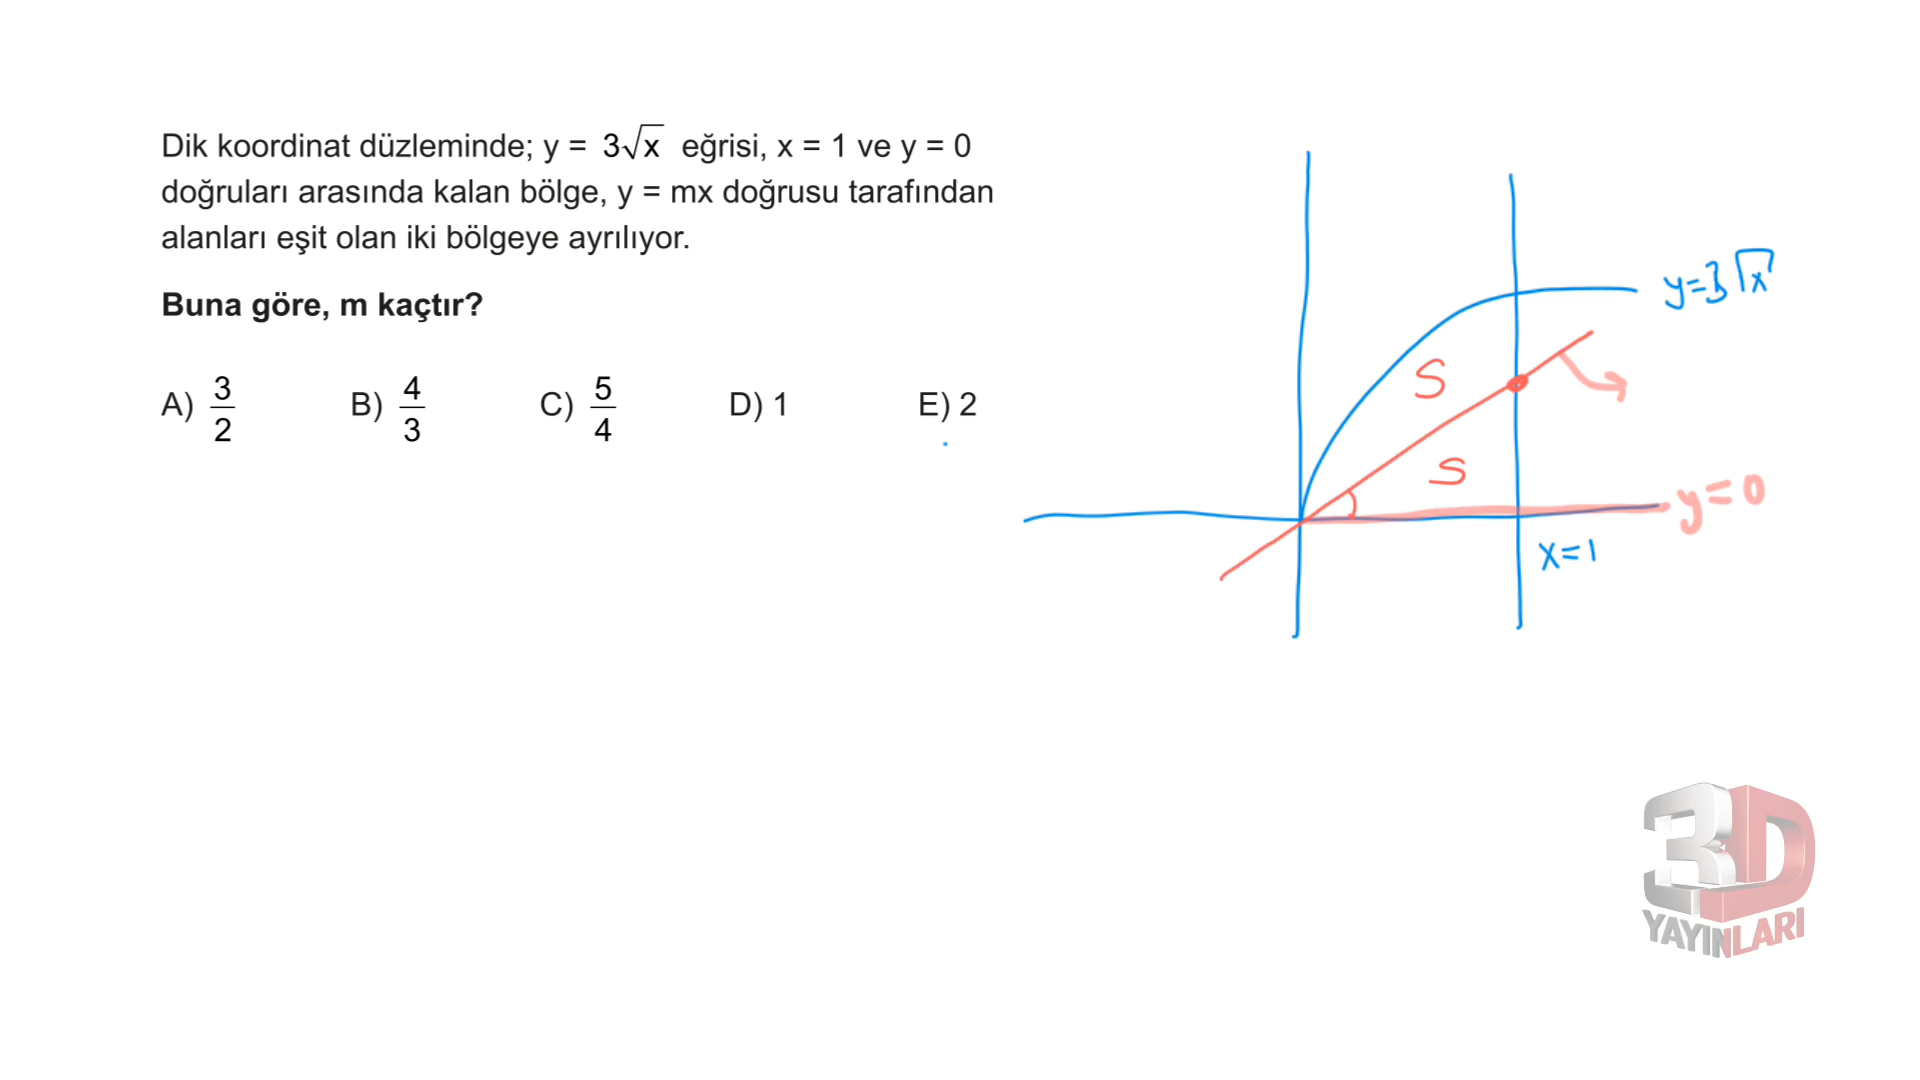 Dik koordinat düzleminde; y = 3√x eğrisi, x = 1 ve y = 0
doğruları arasında kalan bölge, y = mx doğrusu tarafından
alanları eşit olan iki bölgeye ayrılıyor.
Buna göre, m kaçtır?
A) 3/2 B) 4/3 C) 5/4 D) 1 E) 2
y=3√x
S
S
y=0
x=1
3D
YAYINLARI